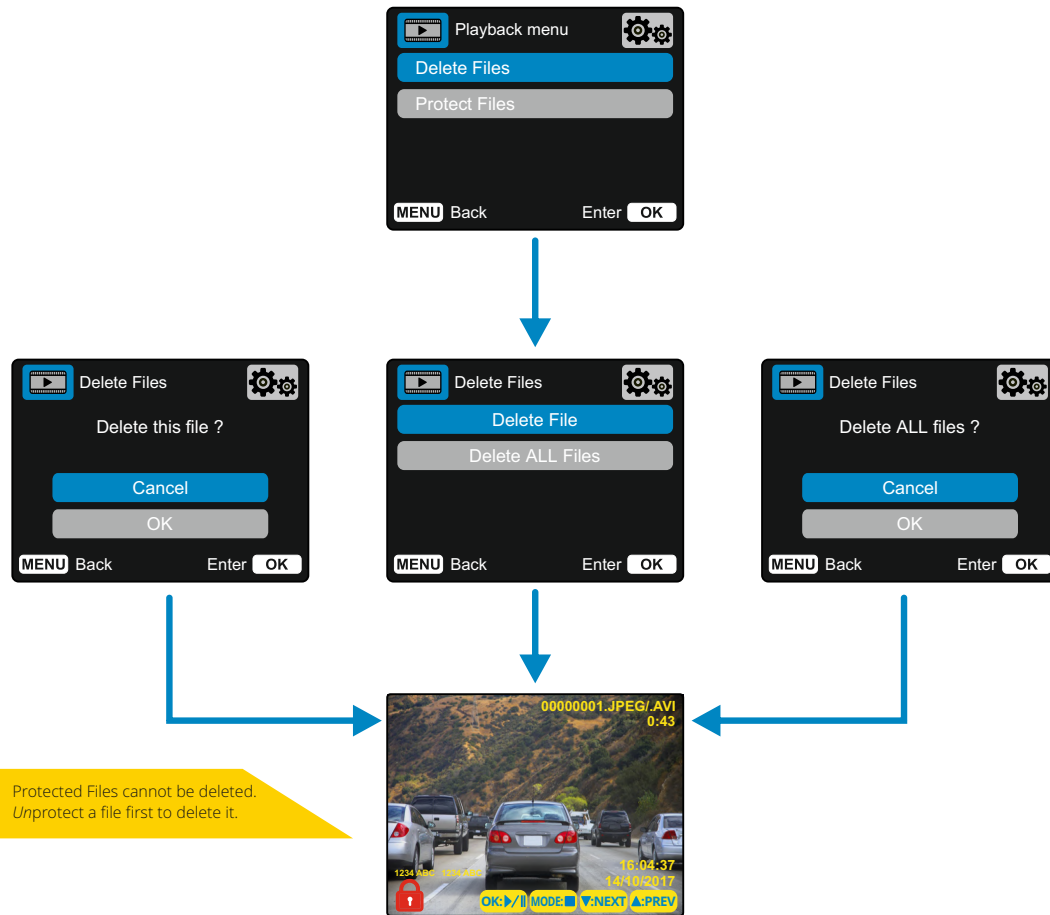 Playback menu
Delete Files
Protect Files
MENU Back Enter OK
Delete Files
Delete this file ?
Cancel
OK
MENU Back Enter OK
Delete Files
Delete File
Delete ALL Files
MENU Back Enter OK
Delete Files
Delete ALL files ?
Cancel
OK
MENU Back Enter OK
00000001.JPEG/.AVI
0:43
Protected Files cannot be deleted.
Unprotect a file first to delete it.
1234 ABC 1234 ABC
16:04:37
14/10/2017
OK:▶/‖ MODE:■ ▼:NEXT ▲:PREV